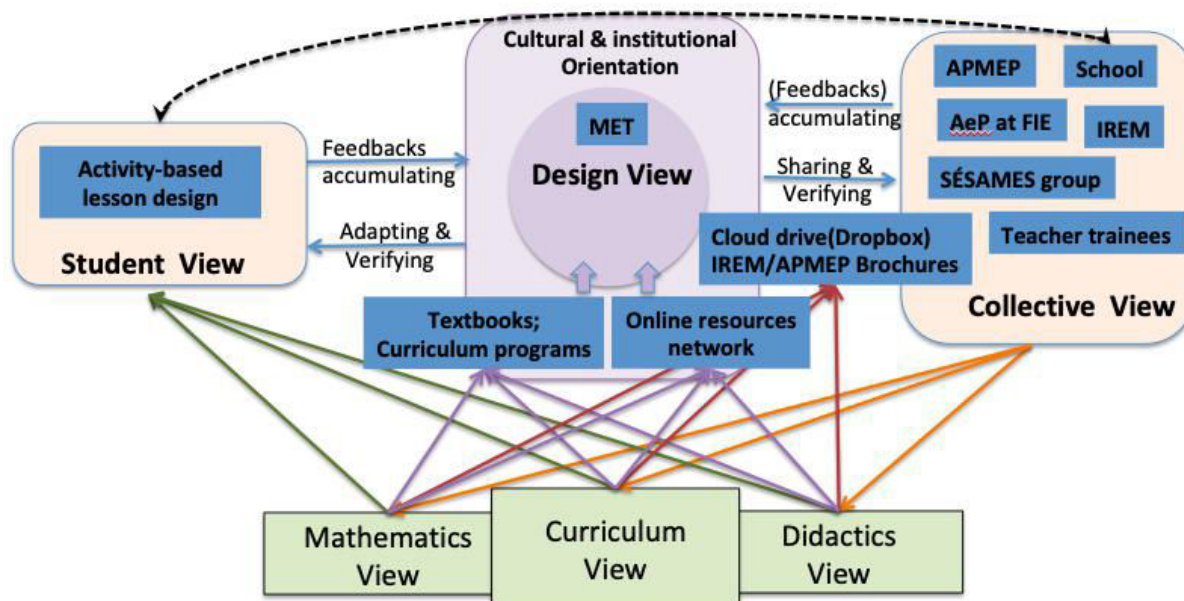 Cultural & institutional
Orientation
MET
Design View
Activity-based
lesson design
Student View
Feedbacks
accumulating
Adapting &
Verifying
(Feedbacks)
accumulating
Sharing &
Verifying
APMEP
School
AeP at FIE
IREM
SÉSAMES group
Teacher trainees
Collective View
Cloud drive(Dropbox)
IREM/APMEP Brochures
Textbooks;
Curriculum programs
Online resources
network
Mathematics
View
Curriculum
View
Didactics
View